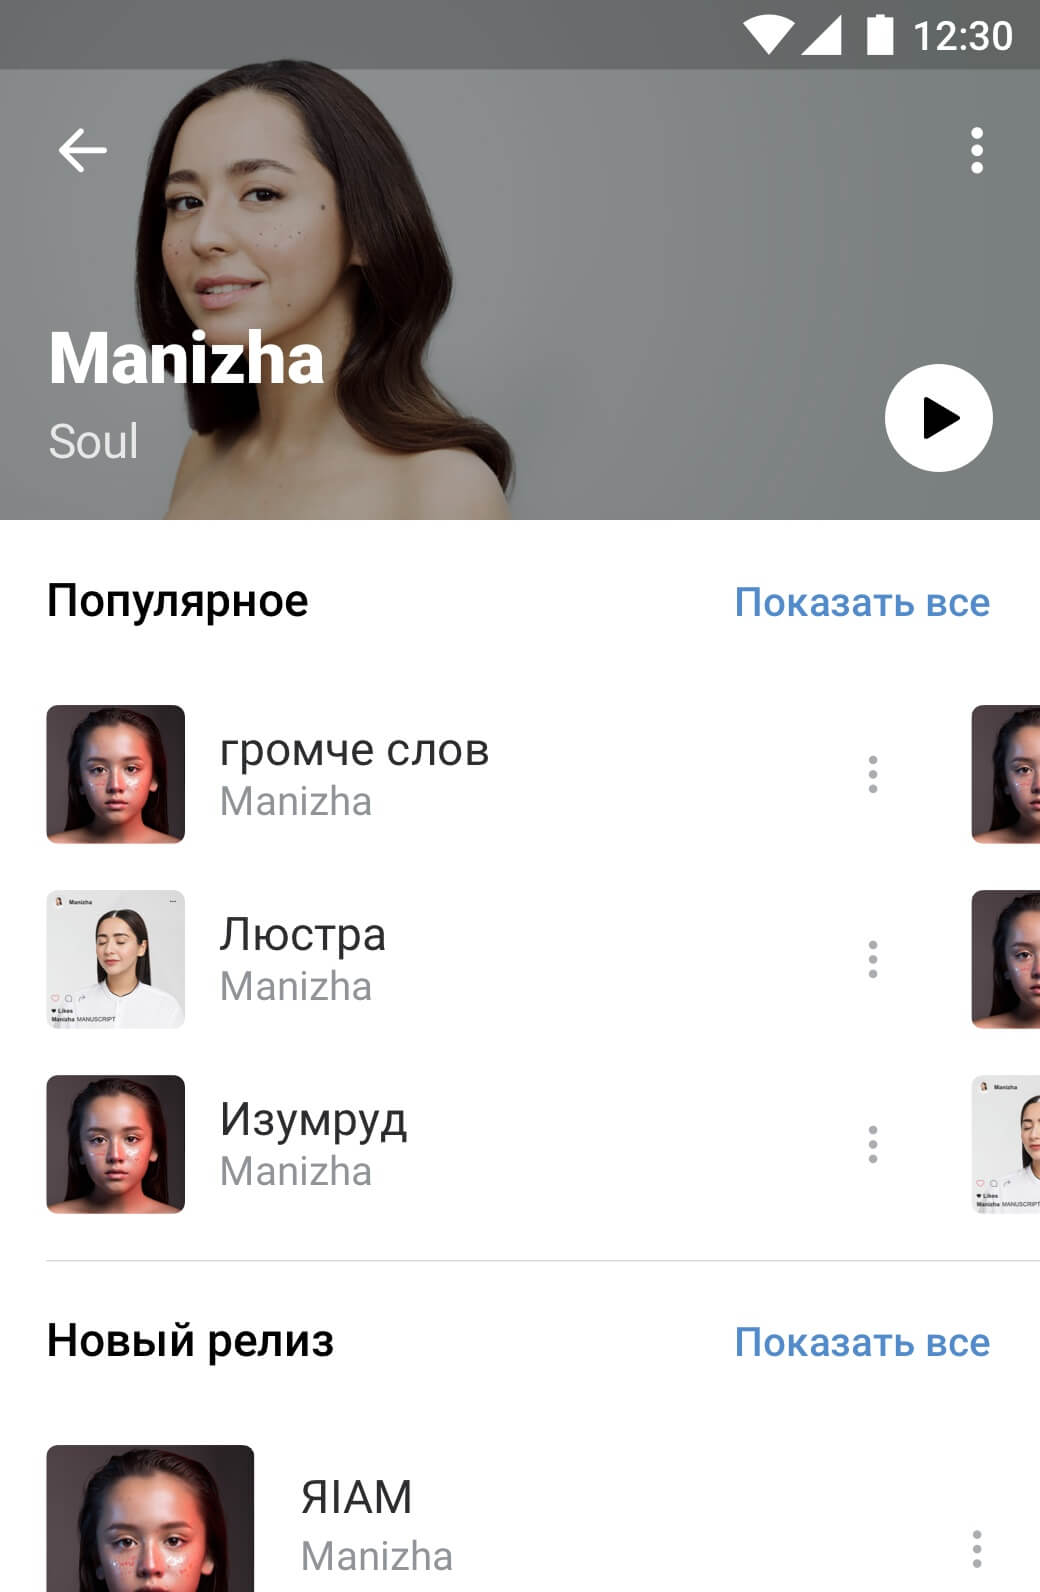 12:30
Manizha
Soul
Популярное
Показать все
громче слов
Manizha
Manizha
Люстра
Manizha
Likes
Manizha MANUSCRIPT
Изумруд
Manizha
Manizha
Likes
Manizha MANUSCRIPT
Новый релиз
Показать все
ЯIAM
Manizha